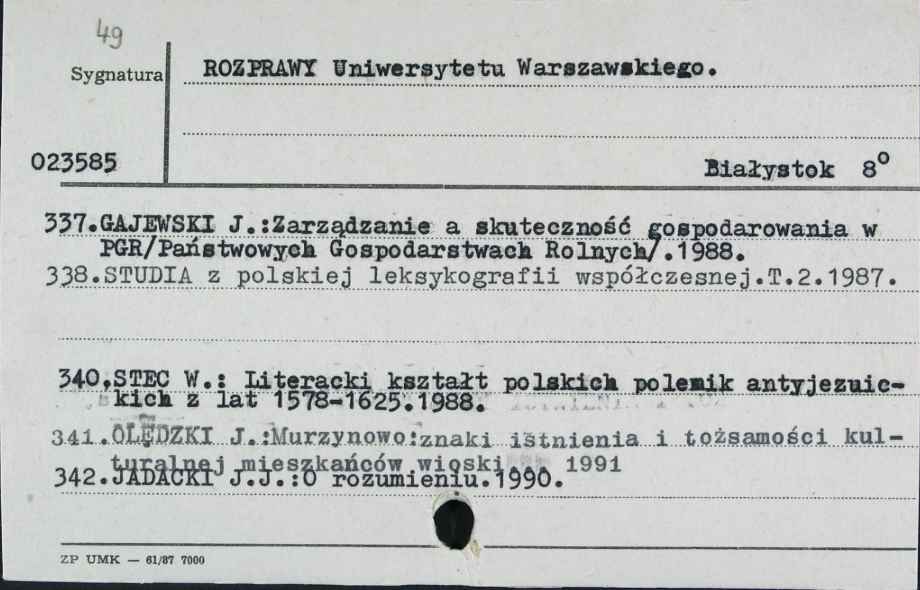 49
Sygnatura
ROZPRAWY Uniwersytetu Warszawskiego.
023585
Białystok 8°
337.GAJEWSKI J.:Zarządzanie a skuteczność gospodarowania w
PGR/Państwowych Gospodarstwach Rolnych/.1988.
338.STUDIA z polskiej leksykografii współczesnej.T.2.1987.
340.STEC W.: Literacki kształt polskich polemik antyjezuic-
kich z lat 1578-1625.1988.
341.OLĘDZKI J.:Murzynowo:znaki istnienia i tożsamości kul-
turalnej mieszkańców wioski 1991
342.JADACKI J.J.:O rozumieniu.1990.
ZP UMK — 61/87 7000